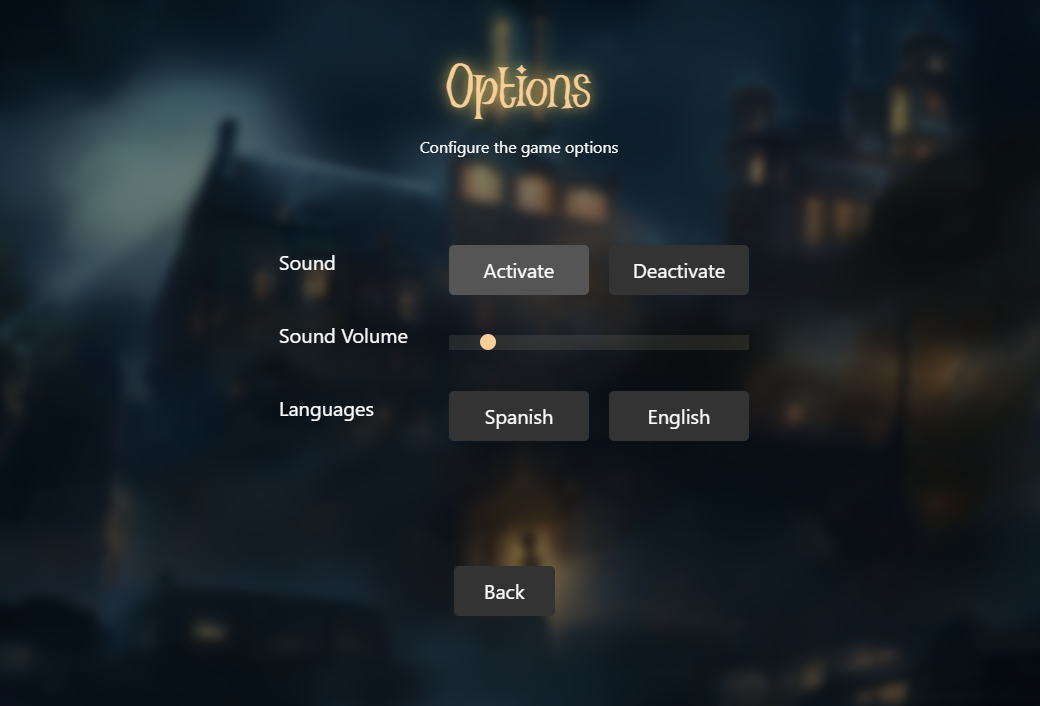 Options
Configure the game options
Sound
Activate
Deactivate
Sound Volume
Languages
Spanish
English
Back